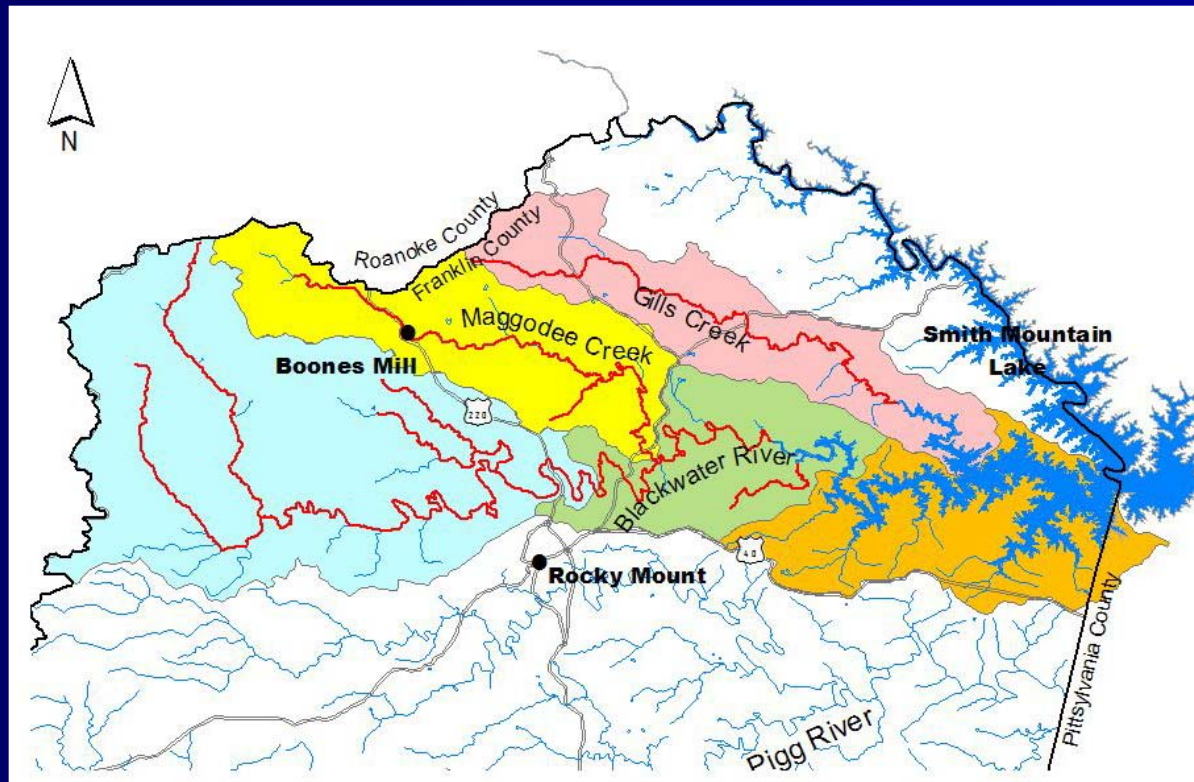 N
Roanoke County
Franklin County
Gills Creek
Maggodee Creek
Smith Mountain
Lake
Boones Mill
220
Blackwater River
40
Rocky Mount
Pittsylvania County
Pigg River